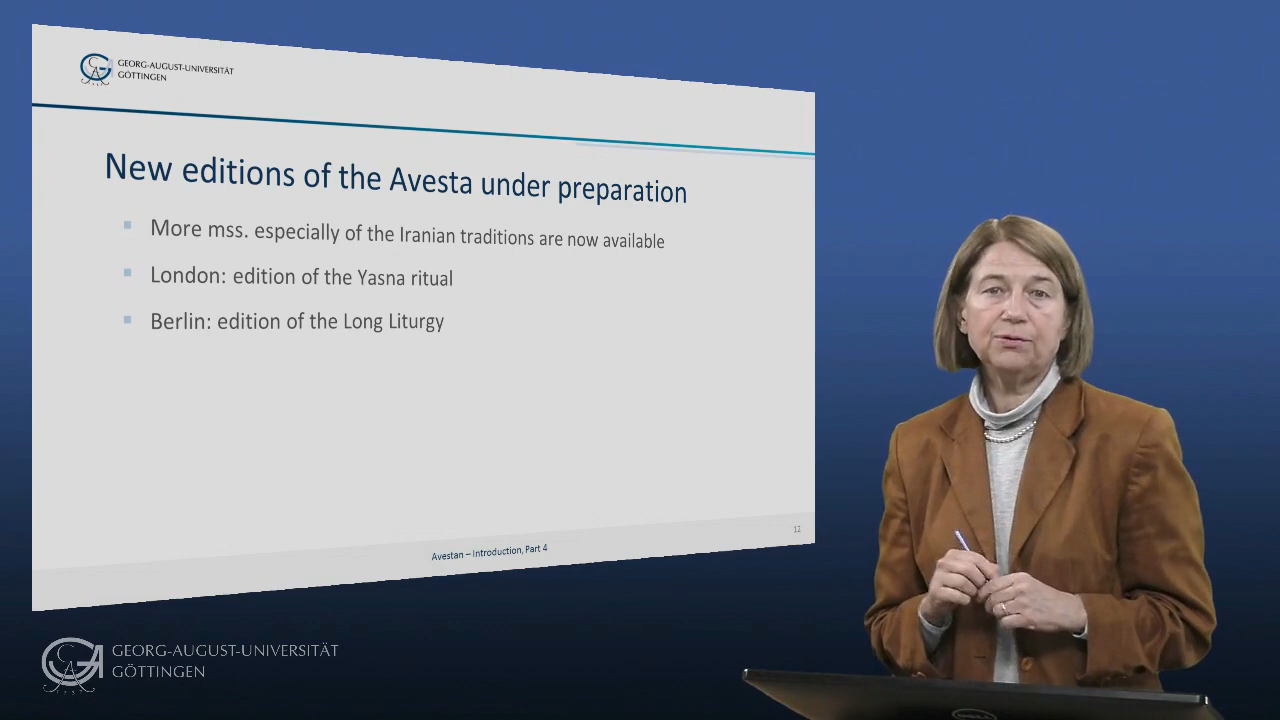 GEORG-AUGUST-UNIVERSITÄT
GÖTTINGEN
New editions of the Avesta under preparation
More mss. especially of the Iranian traditions are now available
London: edition of the Yasna ritual
Berlin: edition of the Long Liturgy
Avestan – Introduction, Part 4
12
GEORG-AUGUST-UNIVERSITÄT
GÖTTINGEN
DELL